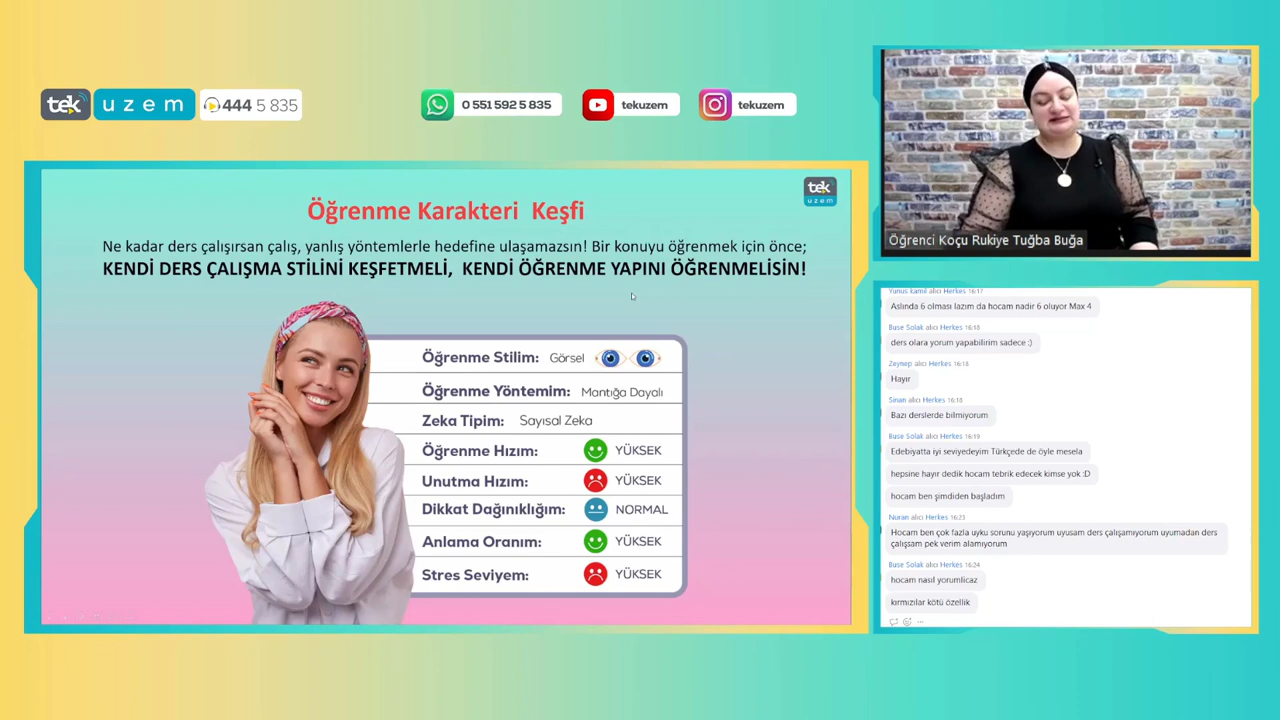 tek
uzem
444 5 835
0 551 592 5 835
tekuzem
tekuzem
tek
uzem
Öğrenme Karakteri Keşfi
Ne kadar ders çalışırsan çalış, yanlış yöntemlerle hedefine ulaşamazsın! Bir konuyu öğrenmek için önce;
KENDİ DERS ÇALIŞMA STİLİNİ KEŞFETMELİ, KENDİ ÖĞRENME YAPINI ÖĞRENMELİSİN!
Öğrenme Stilim: Görsel
Öğrenme Yöntemim: Mantığa Dayalı
Zeka Tipim: Sayısal Zeka
Öğrenme Hızım: YÜKSEK
Unutma Hızım: YÜKSEK
Dikkat Dağınıklığım: NORMAL
Anlama Oranım: YÜKSEK
Stres Seviyem: YÜKSEK
Öğrenci Koçu Rukiye Tuğba Buğa
Yunus kamil alıcı Herkes 16:17
Aslında 6 olması lazım da hocam nadir 6 oluyor Max 4
Buse Solak alıcı Herkes 16:18
ders olara yorum yapabilirim sadece :)
Zeynep alıcı Herkes 16:18
Hayır
Sinan alıcı Herkes 16:18
Bazı derslerde bilmiyorum
Buse Solak alıcı Herkes 16:19
Edebiyatta iyi seviyedeyim Türkçede de öyle mesela
hepsine hayır dedik hocam tebrik edecek kimse yok :D
hocam ben şimdiden başladım
Nuran alıcı Herkes 16:23
Hocam ben çok fazla uyku sorunu yaşıyorum uyusam ders çalışamıyorum uyumadan ders
çalışsam pek verim alamıyorum
Buse Solak alıcı Herkes 16:24
hocam nasıl yorumlicaz
kırmızılar kötü özellik